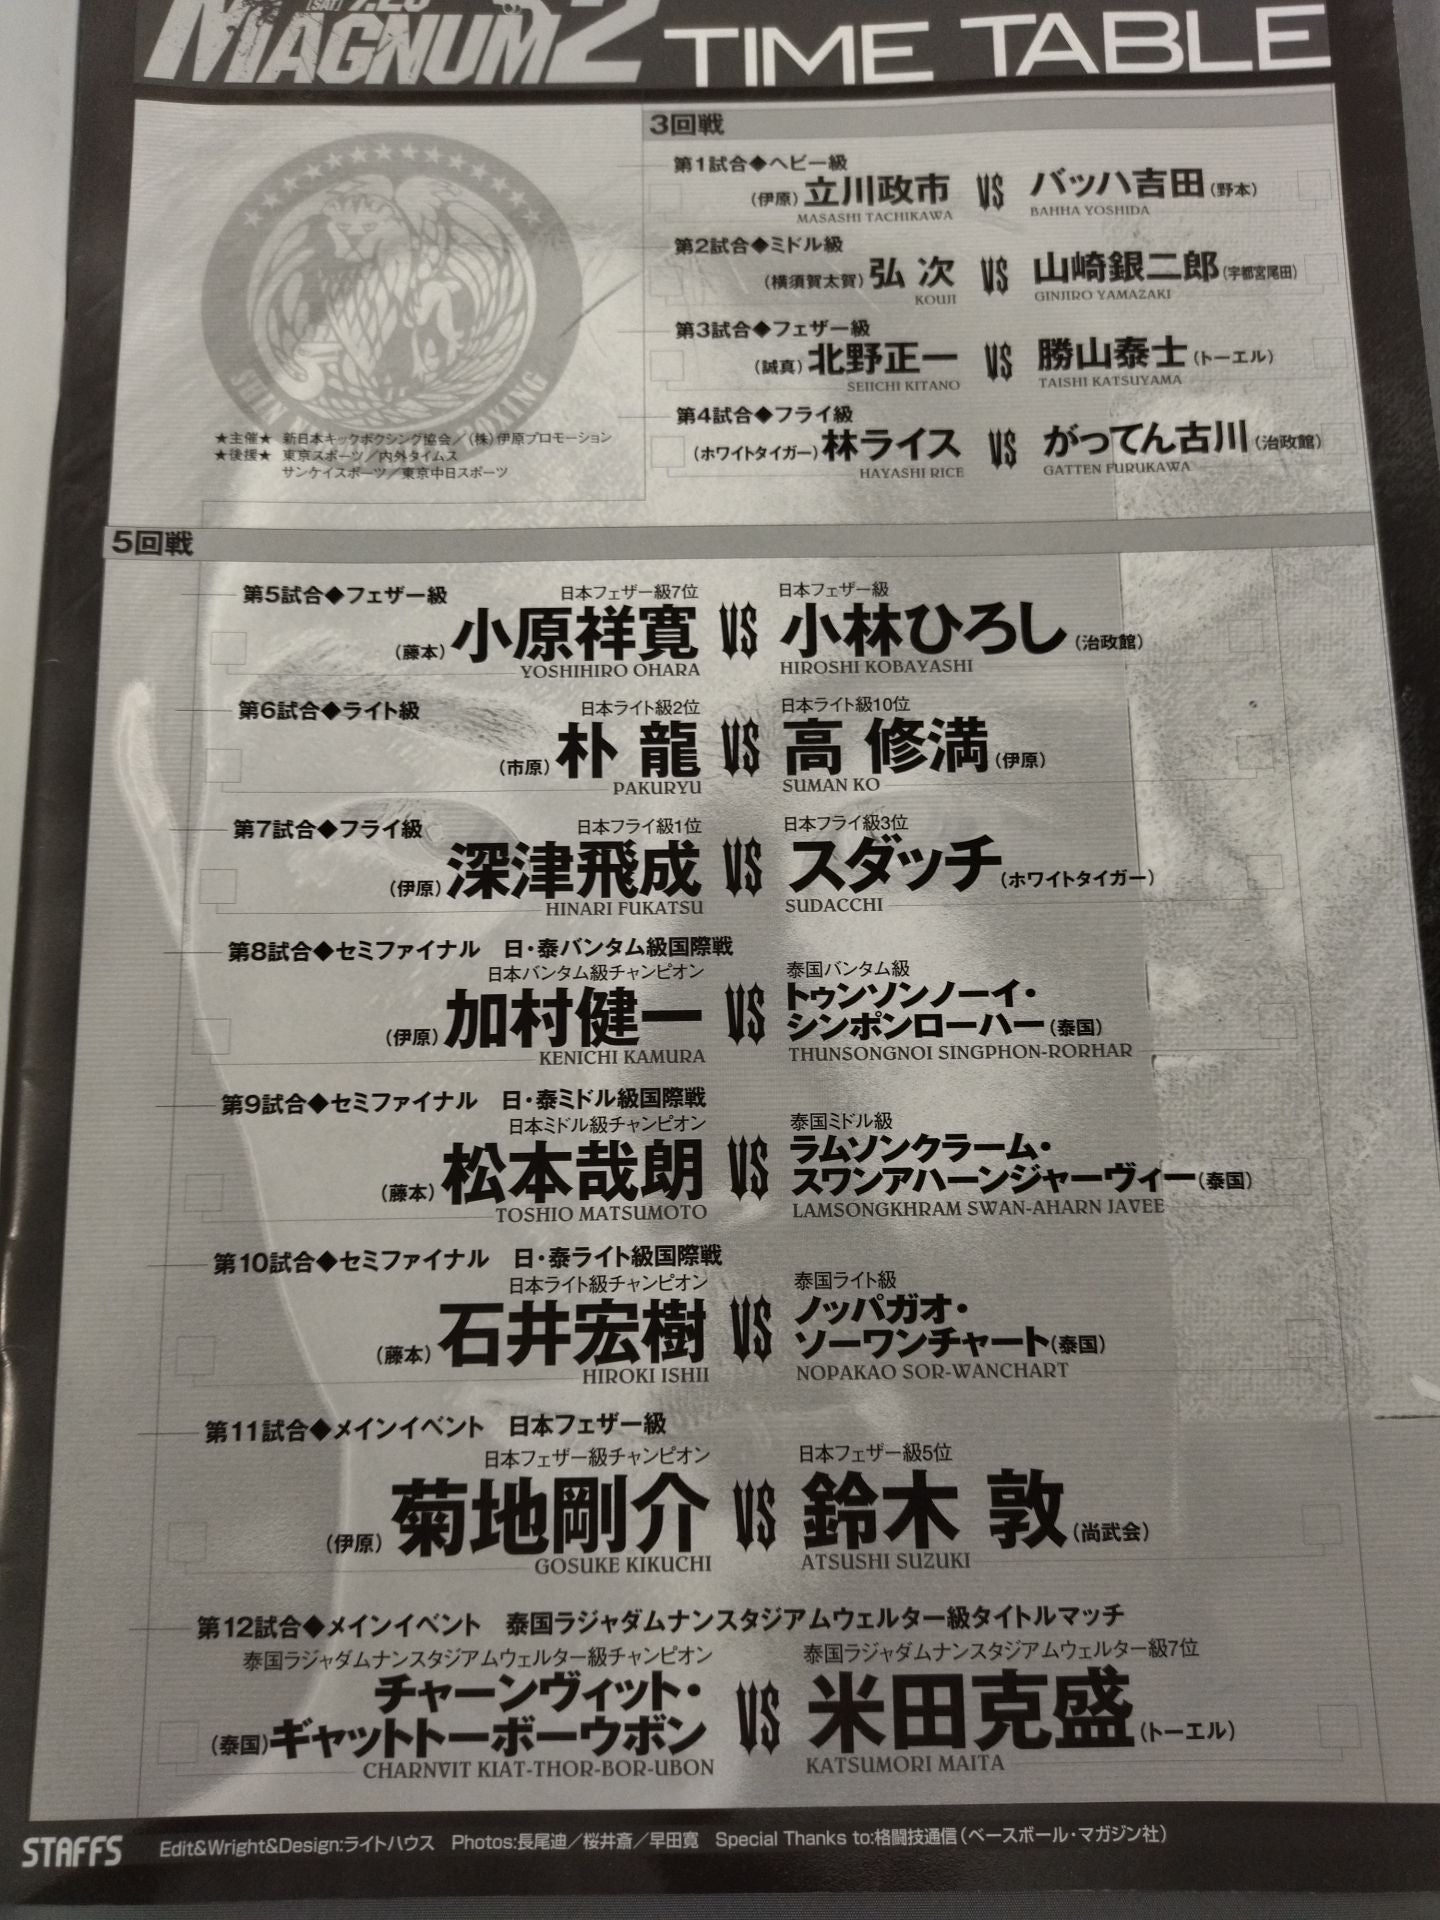 MAGNUM 2 TIME TABLE
3回戦
第1試合◆ヘビー級
(伊原) 立川政市 VS バッハ吉田 (野本)
MASASHI TACHIKAWA BAHHA YOSHIDA
第2試合◆ミドル級
(横須賀太賀) 弘次 VS 山崎銀二郎 (宇都宮尾田)
KOUJI GINJIRO YAMAZAKI
第3試合◆フェザー級
(誠真) 北野正一 VS 勝山泰士 (トーエル)
SEIICHI KITANO TAISHI KATSUYAMA
第4試合◆フライ級
(ホワイトタイガー) 林ライス VS がってん古川 (治政館)
HAYASHI RICE GATTEN FURUKAWA
★主催★ 新日本キックボクシング協会／(株)伊原プロモーション
★後援★ 東京スポーツ／内外タイムス
サンケイスポーツ／東京中日スポーツ
5回戦
第5試合◆フェザー級 日本フェザー級7位 日本フェザー級
(藤本) 小原祥寛 VS 小林ひろし (治政館)
YOSHIHIRO OHARA HIROSHI KOBAYASHI
第6試合◆ライト級 日本ライト級2位 日本ライト級10位
(市原) 朴 龍 VS 高 修満 (伊原)
PAKURYU SUMAN KO
第7試合◆フライ級 日本フライ級1位 日本フライ級3位
(伊原) 深津飛成 VS スダッチ (ホワイトタイガー)
HINARI FUKATSU SUDACCHI
第8試合◆セミファイナル 日・泰バンタム級国際戦
日本バンタム級チャンピオン 泰国バンタム級
(伊原) 加村健一 VS トゥンソンノーイ・
シンポンローハー (泰国)
KENICHI KAMURA THUNSONGNOI SINGPHON-RORHAR
第9試合◆セミファイナル 日・泰ミドル級国際戦
日本ミドル級チャンピオン 泰国ミドル級
(藤本) 松本哉朗 VS ラムソンクラーム・
スワンアハーンジャーヴィー (泰国)
TOSHIO MATSUMOTO LAMSONGKHRAM SWAN-AHARN JAVEE
第10試合◆セミファイナル 日・泰ライト級国際戦
日本ライト級チャンピオン 泰国ライト級
(藤本) 石井宏樹 VS ノッパガオ・
ソーワンチャート (泰国)
HIROKI ISHII NOPAKAO SOR-WANCHART
第11試合◆メインイベント 日本フェザー級
日本フェザー級チャンピオン 日本フェザー級5位
(伊原) 菊地剛介 VS 鈴木 敦 (尚武会)
GOSUKE KIKUCHI ATSUSHI SUZUKI
第12試合◆メインイベント 泰国ラジャダムナンスタジアムウェルター級タイトルマッチ
泰国ラジャダムナンスタジアムウェルター級チャンピオン 泰国ラジャダムナンスタジアムウェルター級7位
チャーンヴィット・
(泰国) ギャットトーボーウボン VS 米田克盛 (トーエル)
CHARNVIT KIAT-THOR-BOR-UBON KATSUMORI MAITA
STAFFS Edit&Wright&Design:ライトハウス Photos:長尾迪／桜井斎／早田寛 Special Thanks to:格闘技通信(ベースボール・マガジン社)